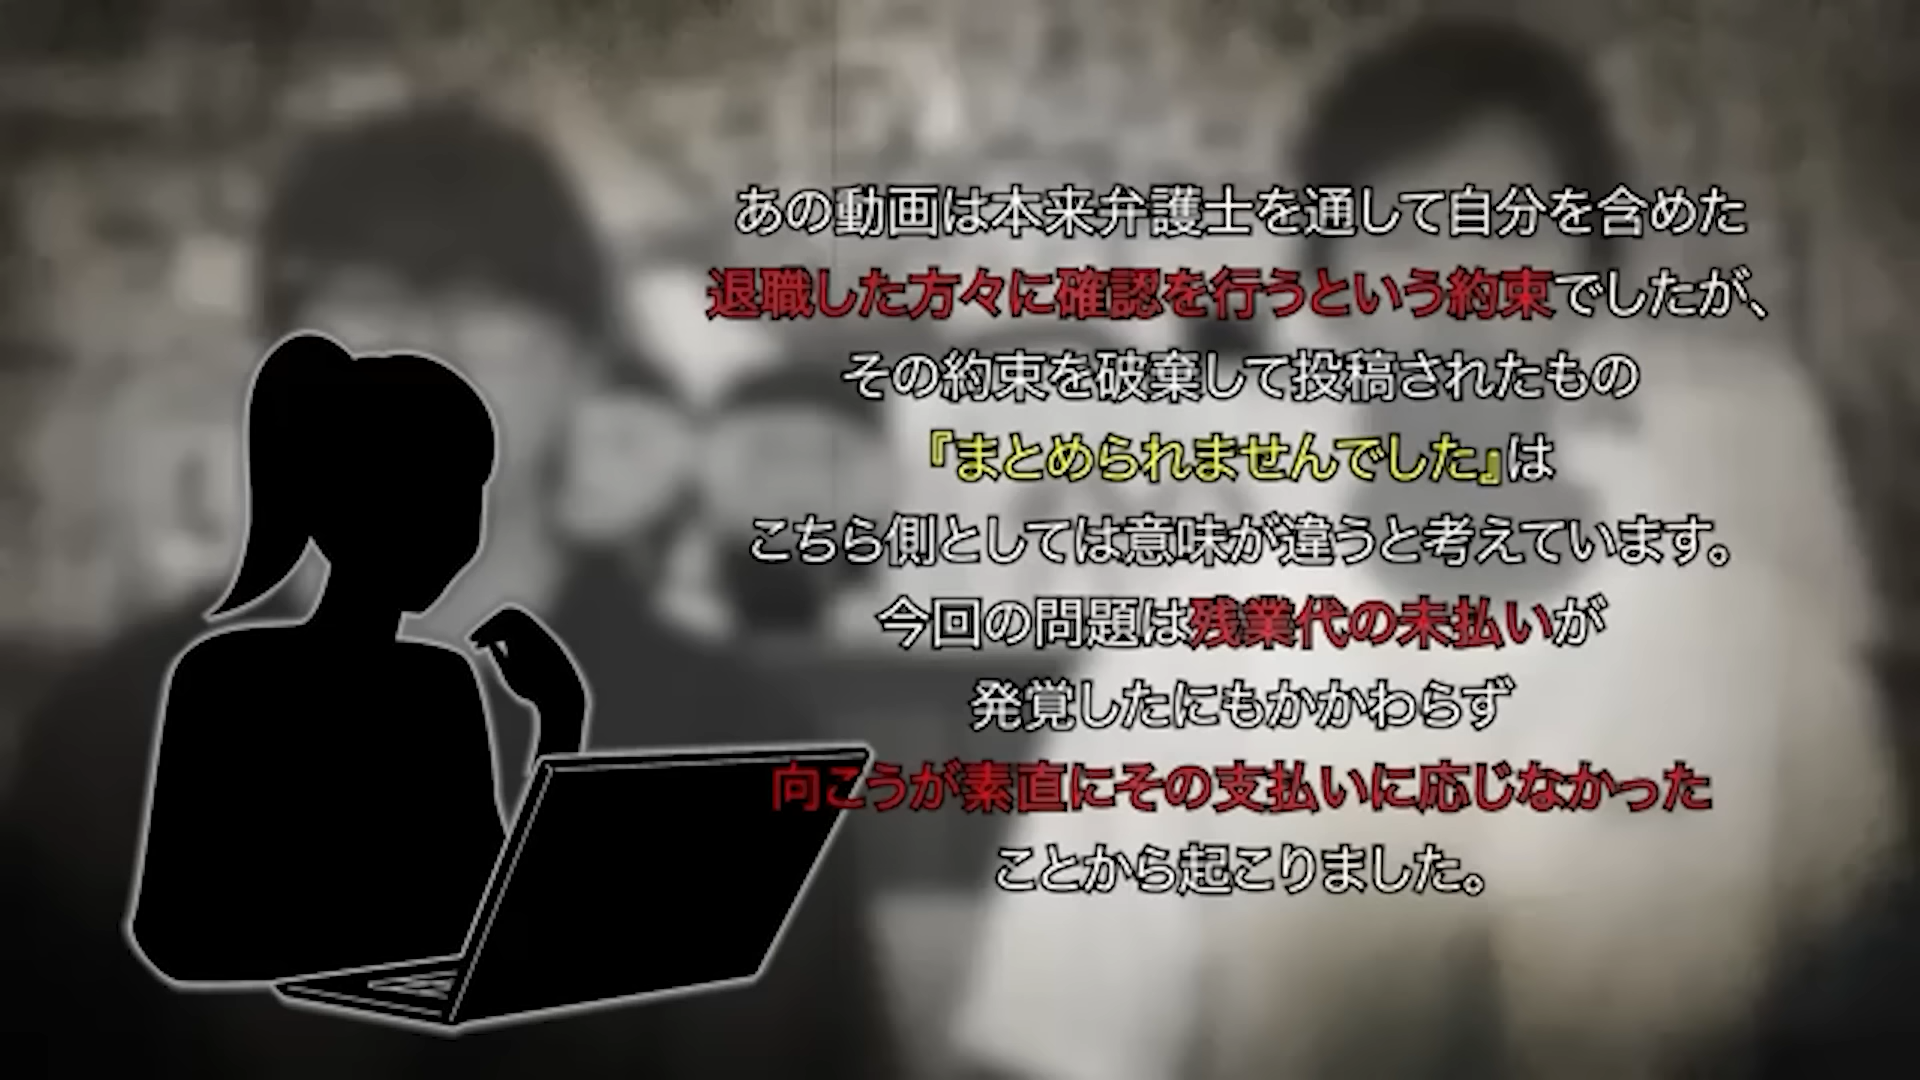 あの動画は本来弁護士を通して自分を含めた
退職した方々に確認を行うという約束でしたが、
その約束を破棄して投稿されたもの
『まとめられませんでした』は
こちら側としては意味が違うと考えています。
今回の問題は残業代の未払いが
発覚したにもかかわらず
向こうが素直にその支払いに応じなかった
ことから起こりました。